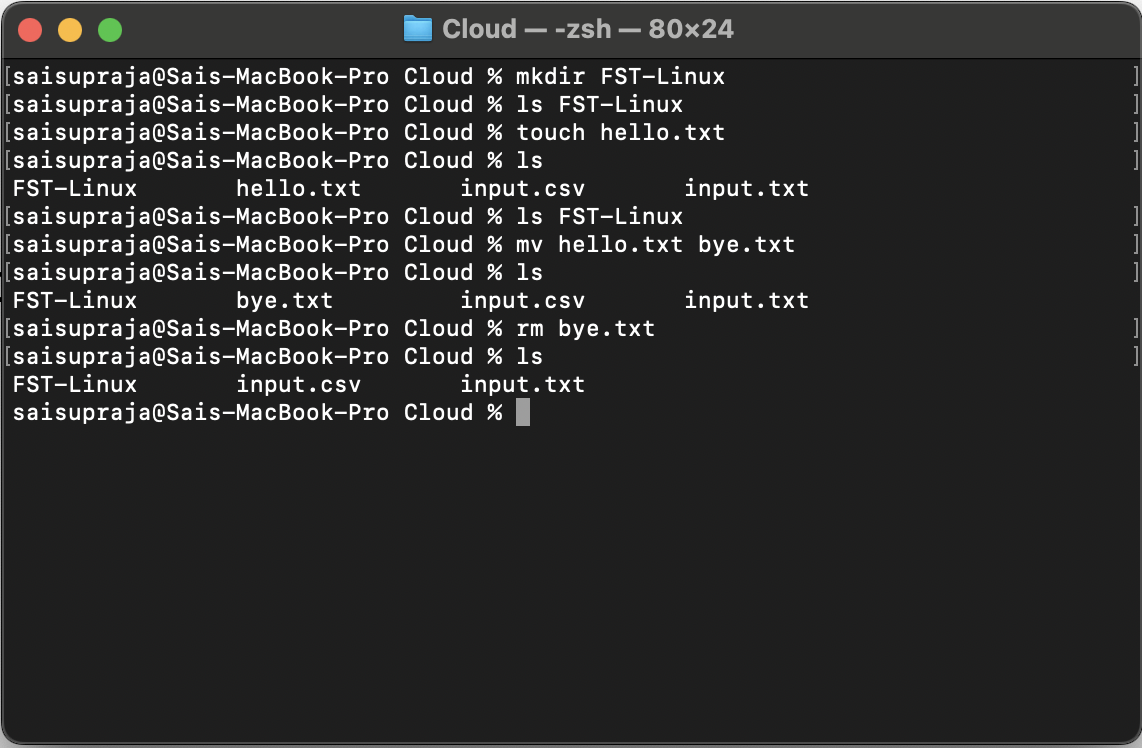 Cloud — -zsh — 80×24
[saisupraja@Sais-MacBook-Pro Cloud % mkdir FST-Linux ]
[saisupraja@Sais-MacBook-Pro Cloud % ls FST-Linux ]
[saisupraja@Sais-MacBook-Pro Cloud % touch hello.txt ]
[saisupraja@Sais-MacBook-Pro Cloud % ls ]
FST-Linux hello.txt input.csv input.txt
[saisupraja@Sais-MacBook-Pro Cloud % ls FST-Linux ]
[saisupraja@Sais-MacBook-Pro Cloud % mv hello.txt bye.txt ]
[saisupraja@Sais-MacBook-Pro Cloud % ls ]
FST-Linux bye.txt input.csv input.txt
[saisupraja@Sais-MacBook-Pro Cloud % rm bye.txt ]
[saisupraja@Sais-MacBook-Pro Cloud % ls ]
FST-Linux input.csv input.txt
saisupraja@Sais-MacBook-Pro Cloud %